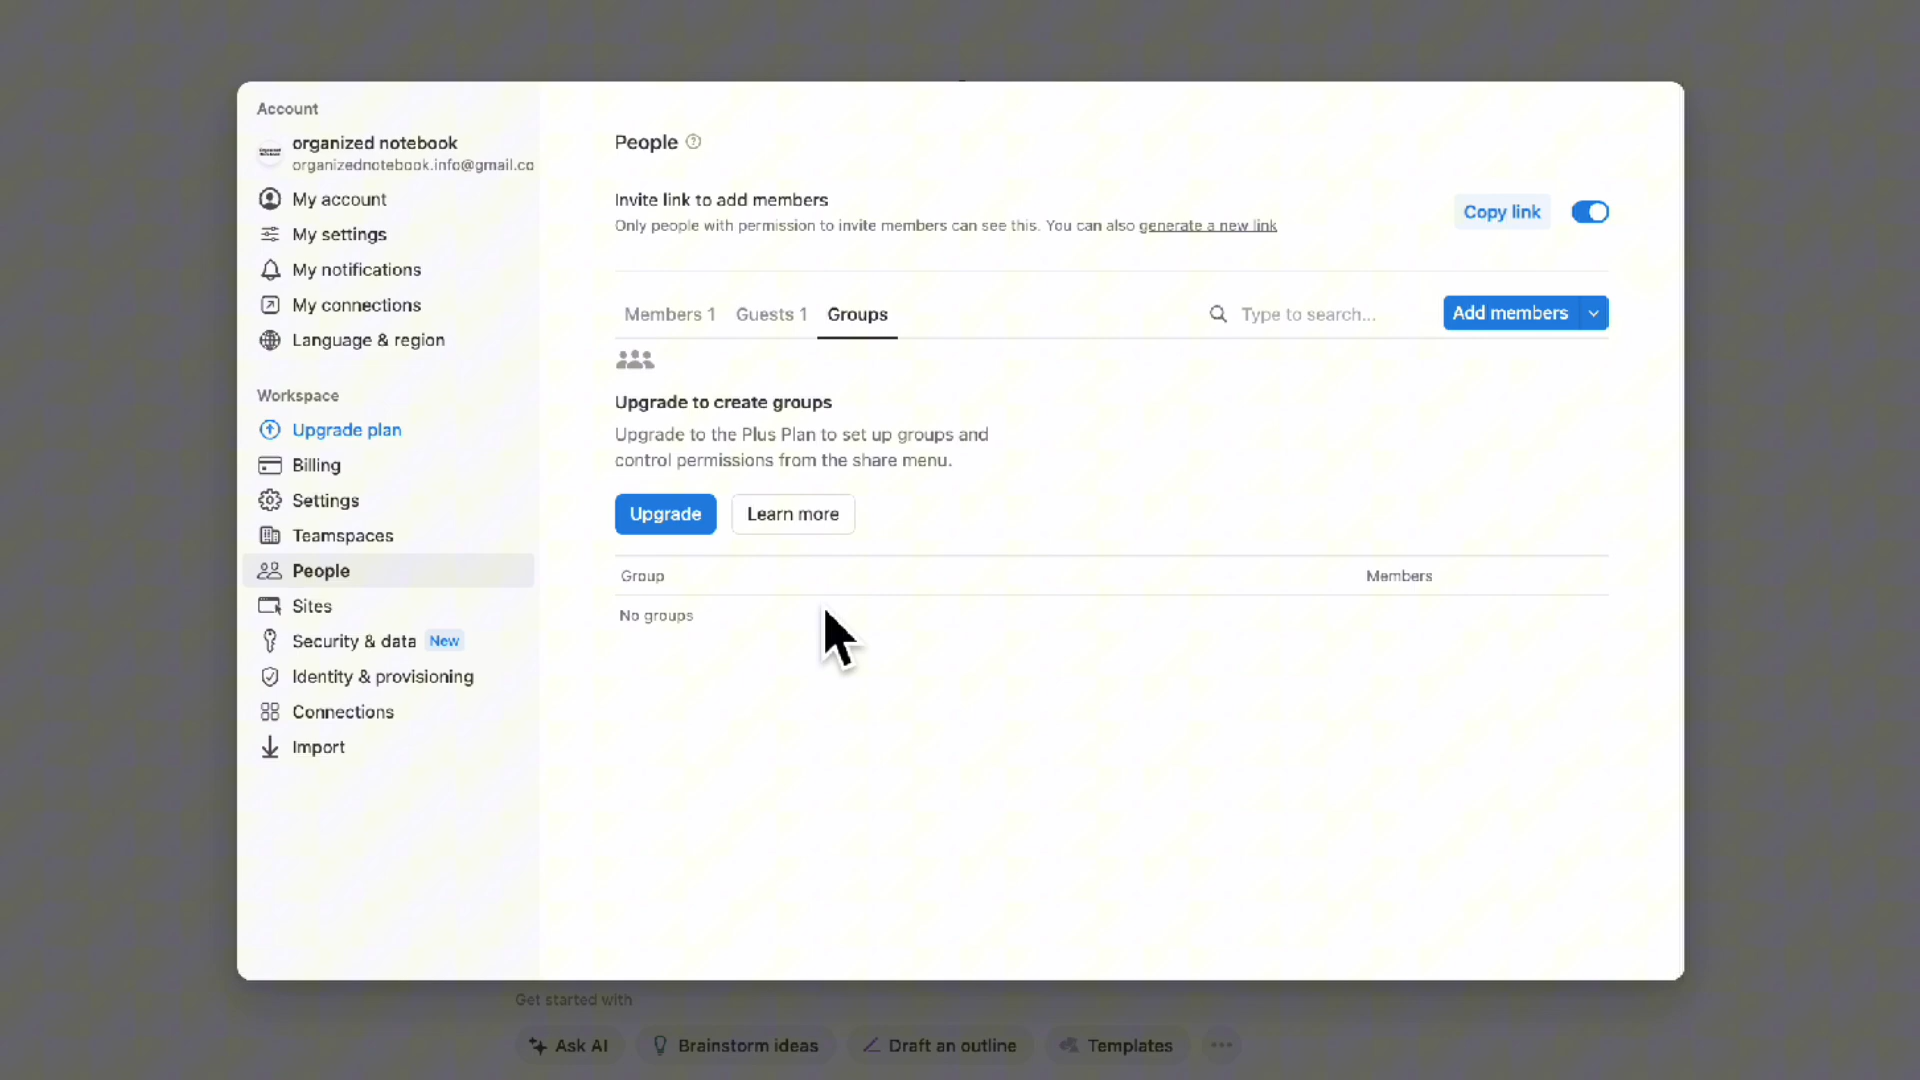 Account
organized notebook
organizednotebook.info@gmail.co
My account
My settings
My notifications
My connections
Language & region
Workspace
Upgrade plan
Billing
Settings
Teamspaces
People
Sites
Security & data New
Identity & provisioning
Connections
Import
People
Invite link to add members
Only people with permission to invite members can see this. You can also generate a new link
Copy link
Members 1 Guests 1 Groups
Type to search...
Add members
Upgrade to create groups
Upgrade to the Plus Plan to set up groups and
control permissions from the share menu.
Upgrade Learn more
Group Members
No groups
Get started with
Ask AI Brainstorm ideas Draft an outline Templates